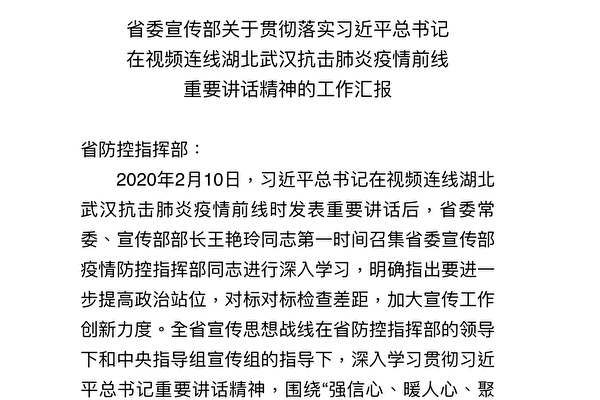 省委宣传部关于贯彻落实习近平总书记
在视频连线湖北武汉抗击肺炎疫情前线
重要讲话精神的工作汇报
省防控指挥部：
2020年2月10日，习近平总书记在视频连线湖北
武汉抗击肺炎疫情前线时发表重要讲话后，省委常
委、宣传部部长王艳玲同志第一时间召集省委宣传部
疫情防控指挥部同志进行深入学习，明确指出要进一
步提高政治站位，对标对标检查差距，加大宣传工作
创新力度。全省宣传思想战线在省防控指挥部的领导
下和中央指导组宣传组的指导下，深入学习贯彻习近
平总书记重要讲话精神，围绕“强信心、暖人心、聚